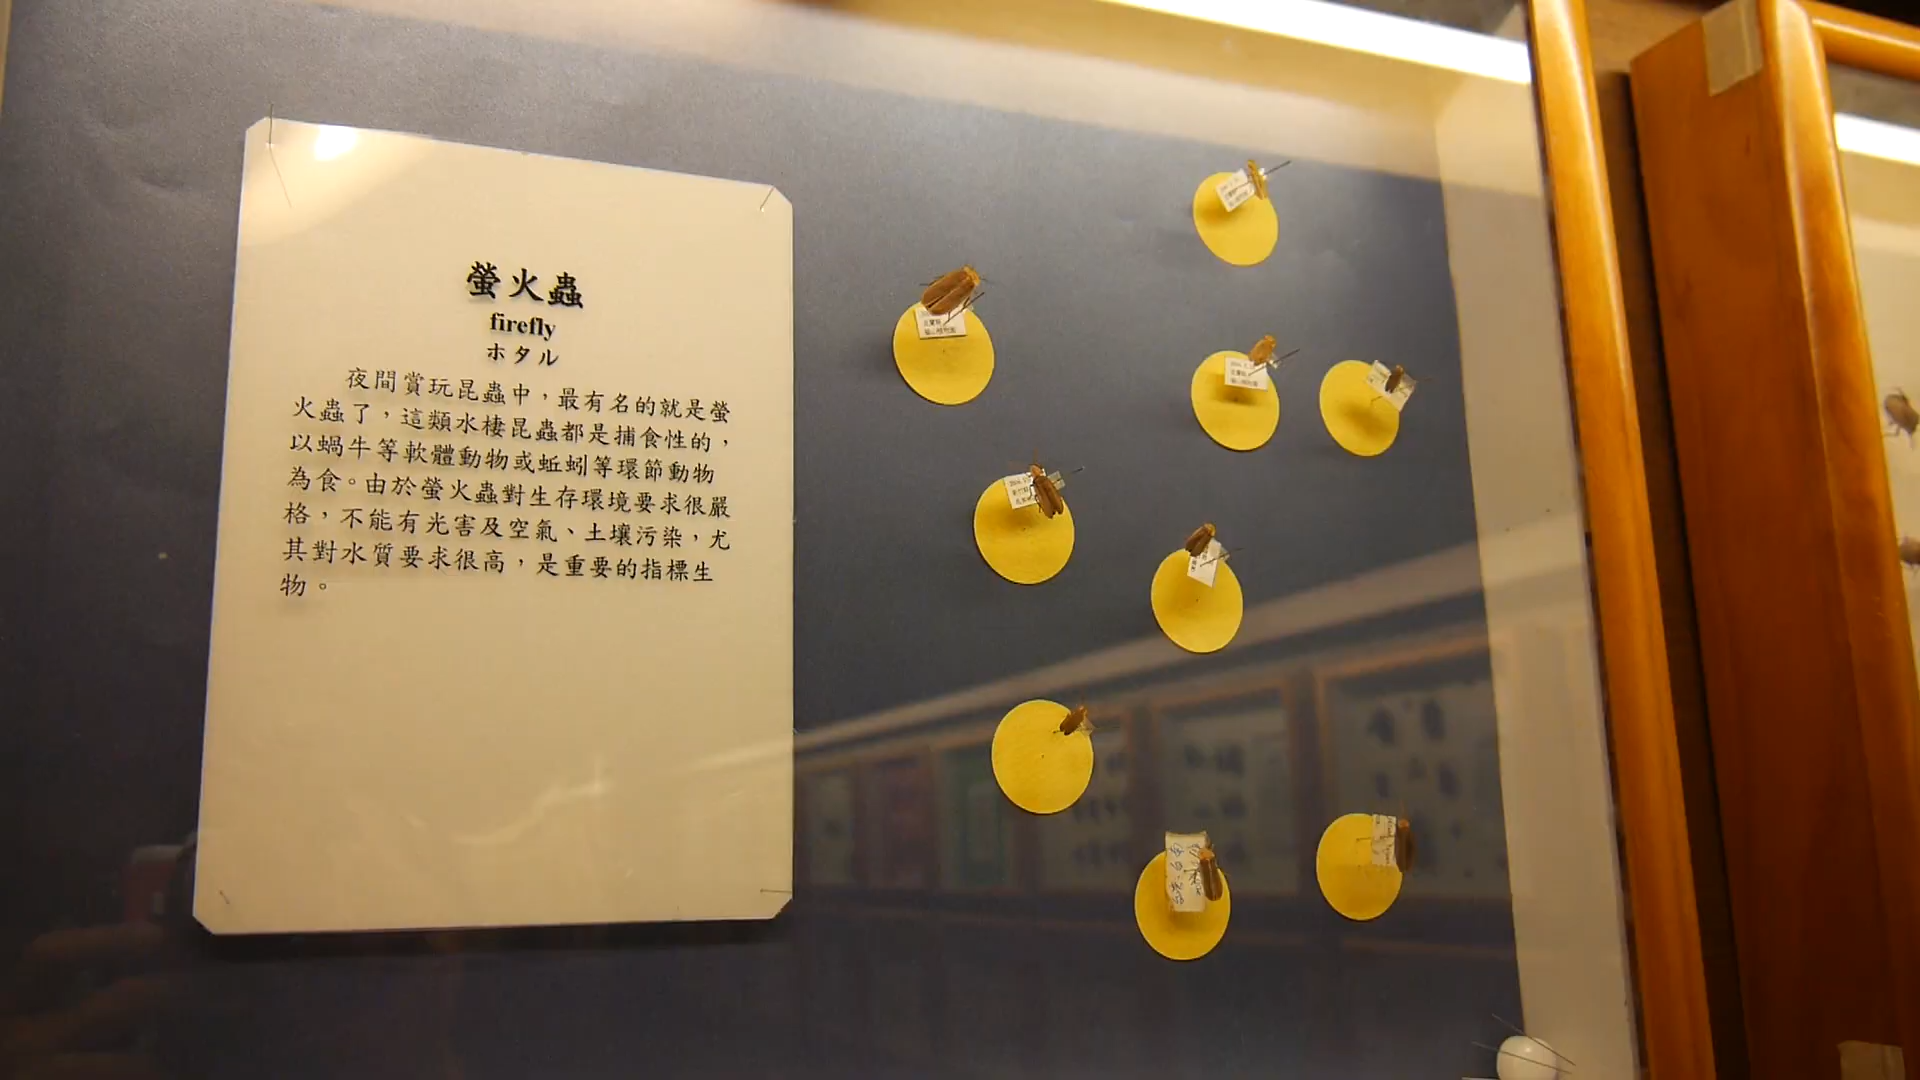 螢火蟲
firefly
ホタル
夜間賞玩昆蟲中，最有名的就是螢
火蟲了，這類水棲昆蟲都是捕食性的，
以蝸牛等軟體動物或蚯蚓等環節動物
為食。由於螢火蟲對生存環境要求很嚴
格，不能有光害及空氣、土壤污染，尤
其對水質要求很高，是重要的指標生
物。